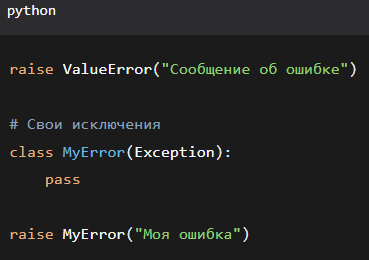 python
raise ValueError("Сообщение об ошибке")
# Свои исключения
class MyError(Exception):
    pass
raise MyError("Моя ошибка")